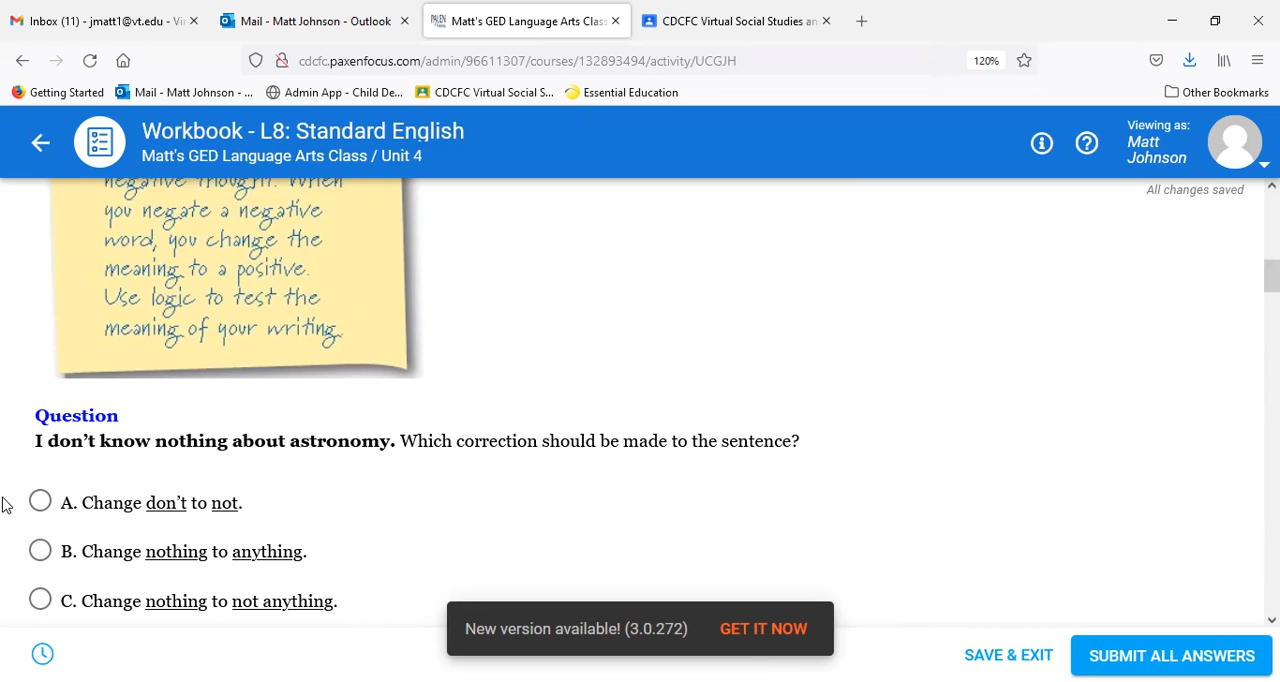 Inbox (11) - jmatt1@vt.edu - Vir
Mail - Matt Johnson - Outlook
Matt's GED Language Arts Class
CDCFC Virtual Social Studies an
cdcfc.paxenfocus.com/admin/96611307/courses/132893494/activity/UCGJH
120%
Getting Started
Mail - Matt Johnson - ...
Admin App - Child De...
CDCFC Virtual Social S...
Essential Education
Other Bookmarks
Workbook - L8: Standard English
Matt's GED Language Arts Class / Unit 4
Viewing as:
Matt
Johnson
All changes saved
negative thought. When
you negate a negative
word, you change the
meaning to a positive.
Use logic to test the
meaning of your writing.
Question
I don't know nothing about astronomy. Which correction should be made to the sentence?
A. Change don't to not.
B. Change nothing to anything.
C. Change nothing to not anything.
New version available! (3.0.272)
GET IT NOW
SAVE & EXIT
SUBMIT ALL ANSWERS